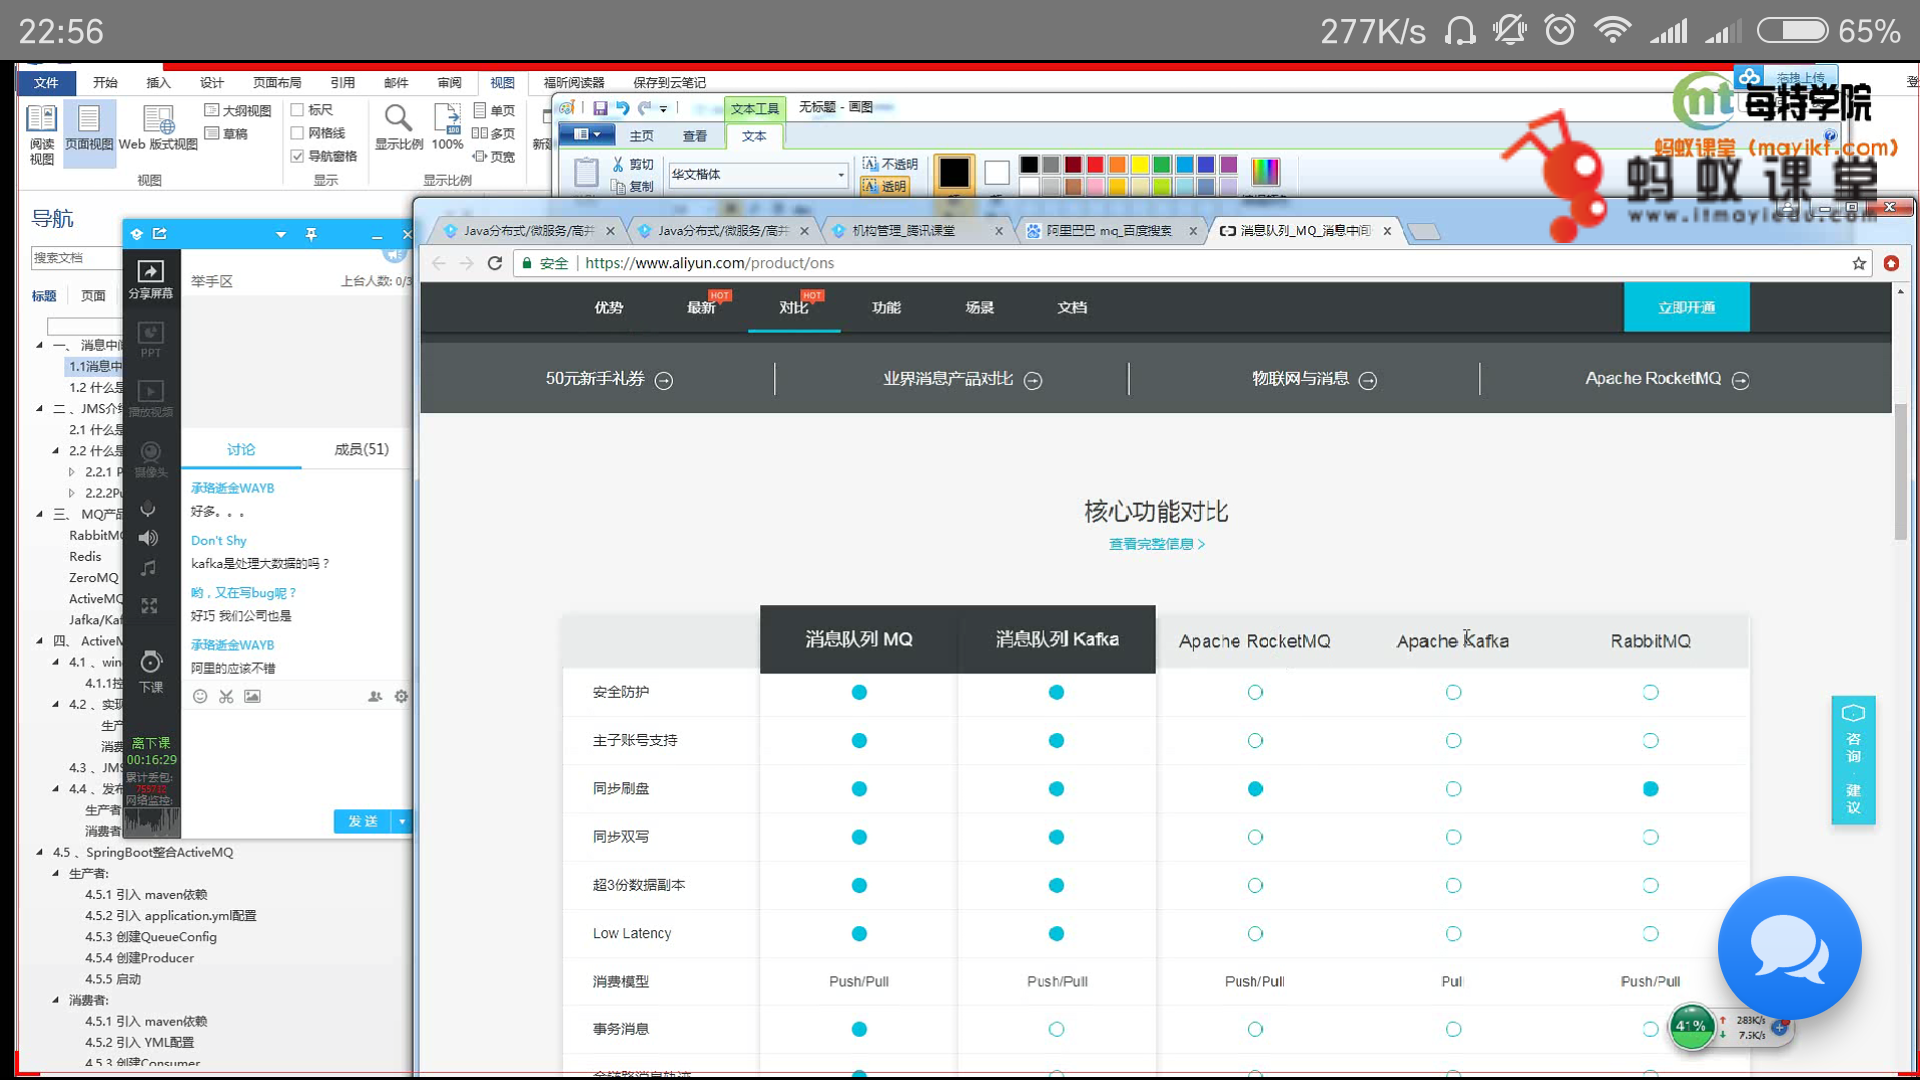 22:56
277K/s
65%
文件 开始 插入 设计 页面布局 引用 邮件 审阅 视图 福昕阅读器 保存到云笔记
拖拽上传
登
每特学院
蚂蚁课堂（mayikt.com）
蚂蚁课堂
www.itmayiedu.com
阅读视图
页面视图
Web 版式视图
大纲视图
草稿
视图
标尺
网格线
导航窗格
显示
显示比例
100%
单页
多页
页宽
显示比例
文本工具
无标题 - 画图
主页 查看 文本
剪切
复制
华文楷体
不透明
透明
导航
搜索文档
标题 页面
一、 消息中
1.1消息中
1.2 什么是
二、JMS介
2.1 什么
2.2 什么是
2.2.1 P
2.2.2Pu
三、 MQ产
RabbitM
Redis
ZeroMQ
ActiveM
Jafka/Kaf
四、 ActiveM
4.1 、win
4.1.1控
4.2 、实现
生产
消费
4.3 、JMS
4.4 、发布
生产者
消费者
4.5 、SpringBoot整合ActiveMQ
生产者:
4.5.1 引入 maven依赖
4.5.2 引入 application.yml配置
4.5.3 创建QueueConfig
4.5.4 创建Producer
4.5.5 启动
消费者:
4.5.1 引入 maven依赖
4.5.2 引入 YML配置
4.5.3 创建Consumer
分享屏幕
PPT
播放视频
摄像头
下课
离下课
00:16:29
累计丢包:
网络监控:
举手区 上台人数: 0/3
讨论 成员(51)
承珞逝金WAYB
好多。。。
Don't Shy
kafka是处理大数据的吗？
哟，又在写bug呢？
好巧 我们公司也是
承珞逝金WAYB
阿里的应该不错
发 送
Java分布式/微服务/高并
Java分布式/微服务/高并
机构管理_腾讯课堂
阿里巴巴 mq_百度搜索
消息队列_MQ_消息中间
安全 https://www.aliyun.com/product/ons
优势 最新 HOT 对比 HOT 功能 场景 文档 立即开通
50元新手礼券 业界消息产品对比 物联网与消息 Apache RocketMQ
核心功能对比
查看完整信息 >
消息队列 MQ 消息队列 Kafka Apache RocketMQ Apache Kafka RabbitMQ
安全防护
主子账号支持
同步刷盘
同步双写
超3份数据副本
Low Latency
消费模型 Push/Pull Push/Pull Push/Pull Pull Push/Pull
事务消息
全链路消息轨迹
咨询·建议
41%
283K/s
7.5K/s